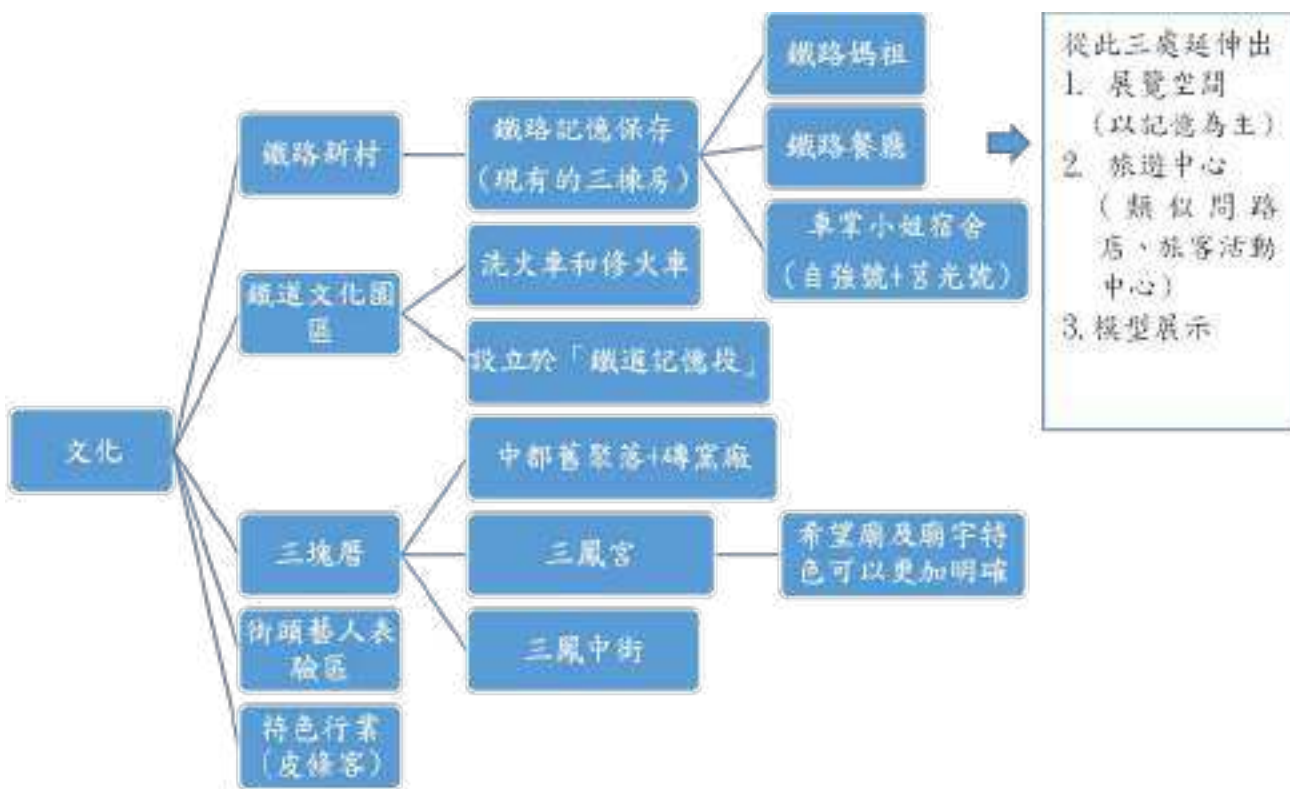 文化
鐵路新村
鐵路記憶保存
(現有的三棟房)
鐵路媽祖
鐵路餐廳
車掌小姐宿舍
(自強號+莒光號)
從此三處延伸出
1. 展覽空間
(以記憶為主)
2. 旅遊中心
(類似問路
店、旅客活動
中心)
3.模型展示
鐵道文化園
區
洗火車和修火車
設立於「鐵道記憶段」
三塊厝
中都舊聚落+磚窯廠
三鳳宮
希望廟及廟宇特
色可以更加明確
三鳳中街
街頭藝人表
驗區
特色行業
(皮條客)